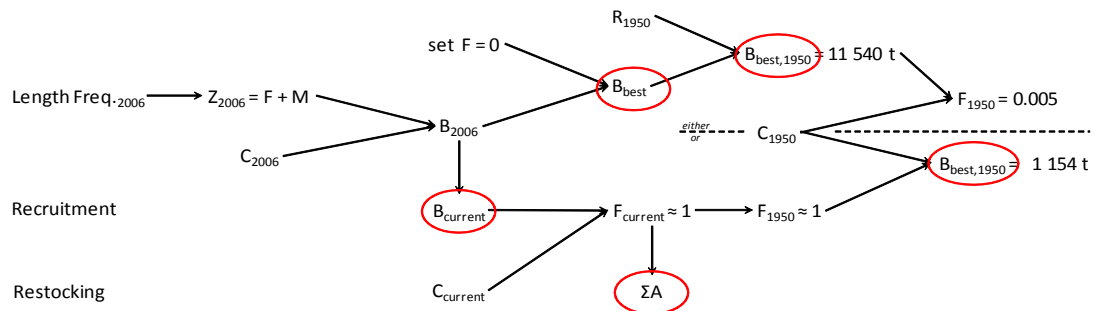 R1950
set F = 0
Bbest,1950 = 11 540 t
Bbest
Length Freq.2006
Z2006 = F + M
F1950 = 0.005
B2006
either
or
C1950
C2006
Bbest,1950 = 1 154 t
Recruitment
Bcurrent
Fcurrent ≈ 1
F1950 ≈ 1
Restocking
Ccurrent
ΣA